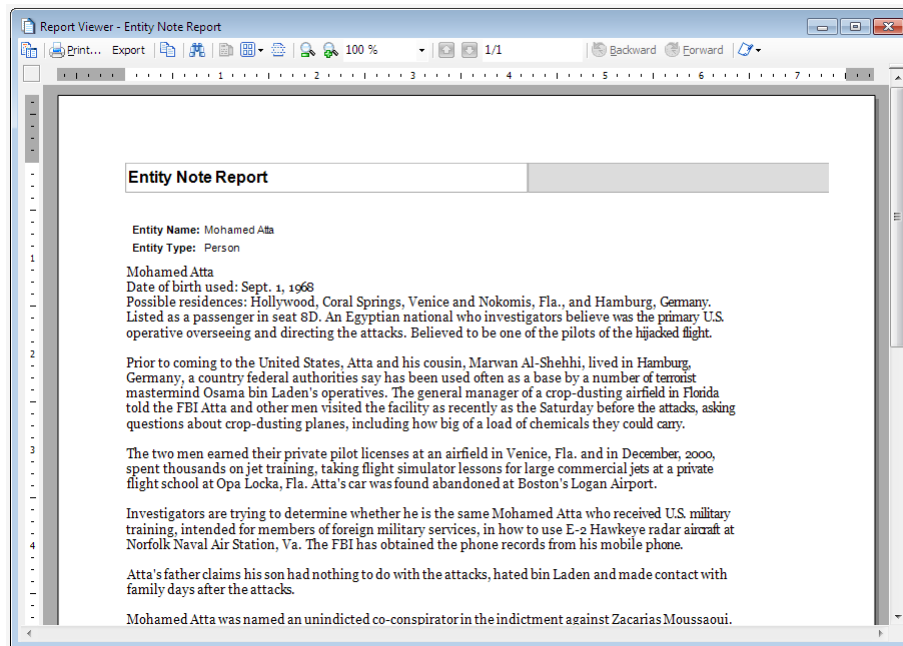 Report Viewer - Entity Note Report
Print... Export 100 % 1/1 Backward Forward
1 2 3 4 5 6 7
Entity Note Report
Entity Name: Mohamed Atta
Entity Type: Person
Mohamed Atta
Date of birth used: Sept. 1, 1968
Possible residences: Hollywood, Coral Springs, Venice and Nokomis, Fla., and Hamburg, Germany.
Listed as a passenger in seat 8D. An Egyptian national who investigators believe was the primary U.S.
operative overseeing and directing the attacks. Believed to be one of the pilots of the hijacked flight.
Prior to coming to the United States, Atta and his cousin, Marwan Al-Shehhi, lived in Hamburg,
Germany, a country federal authorities say has been used often as a base by a number of terrorist
mastermind Osama bin Laden's operatives. The general manager of a crop-dusting airfield in Florida
told the FBI Atta and other men visited the facility as recently as the Saturday before the attacks, asking
questions about crop-dusting planes, including how big of a load of chemicals they could carry.
The two men earned their private pilot licenses at an airfield in Venice, Fla. and in December, 2000,
spent thousands on jet training, taking flight simulator lessons for large commercial jets at a private
flight school at Opa Locka, Fla. Atta's car was found abandoned at Boston's Logan Airport.
Investigators are trying to determine whether he is the same Mohamed Atta who received U.S. military
training, intended for members of foreign military services, in how to use E-2 Hawkeye radar aircraft at
Norfolk Naval Air Station, Va. The FBI has obtained the phone records from his mobile phone.
Atta's father claims his son had nothing to do with the attacks, hated bin Laden and made contact with
family days after the attacks.
Mohamed Atta was named an unindicted co-conspirator in the indictment against Zacarias Moussaoui.
1
2
3
4